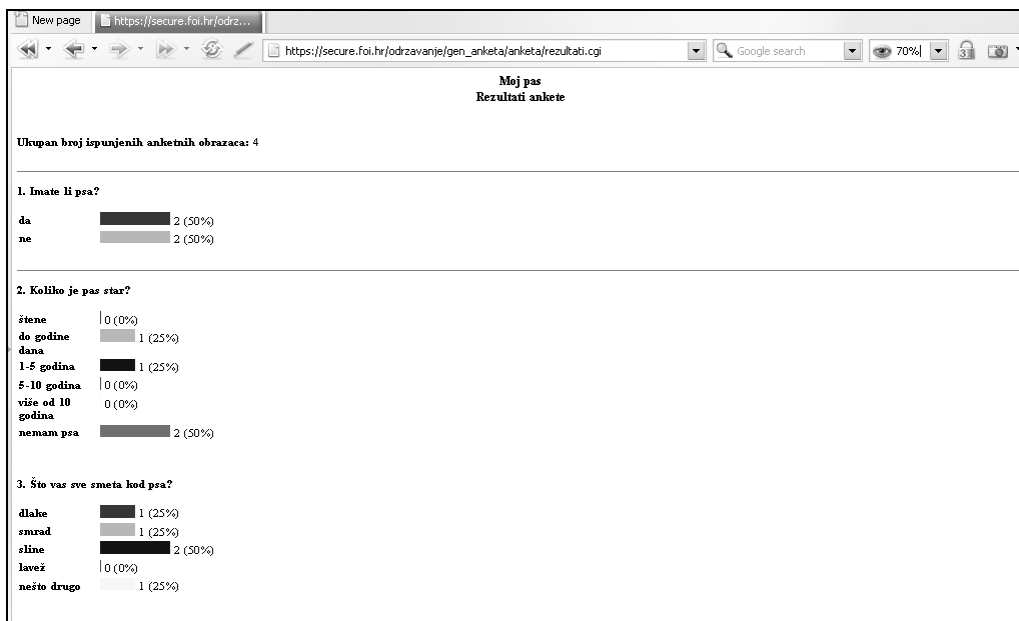 New page
https://secure.foi.hr/odrz...
https://secure.foi.hr/odrzavanje/gen_anketa/anketa/rezultati.cgi
Google search
70%
31
Moj pas
Rezultati ankete
Ukupan broj ispunjenih anketnih obrazaca: 4
1. Imate li psa?
da 2 (50%)
ne 2 (50%)
2. Koliko je pas star?
štene 0 (0%)
do godine
dana 1 (25%)
1-5 godina 1 (25%)
5-10 godina 0 (0%)
više od 10
godina 0 (0%)
nemam psa 2 (50%)
3. Što vas sve smeta kod psa?
dlake 1 (25%)
smrad 1 (25%)
sline 2 (50%)
lavež 0 (0%)
nešto drugo 1 (25%)